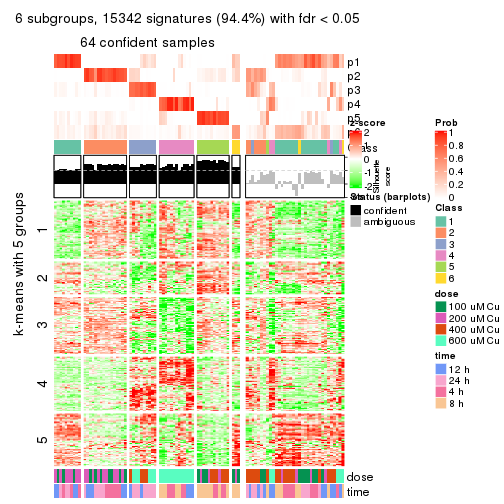 6 subgroups, 15342 signatures (94.4%) with fdr < 0.05
64 confident samples
p1
p2
p3
p4
p5
p6
Class
Silhouette
score
k-means with 5 groups
1
2
3
4
5
z-score
2
1
0
-1
-2
Status (barplots)
confident
ambiguous
Prob
1
0.8
0.6
0.4
0.2
0
Class
1
2
3
4
5
6
dose
100 uM Cu
200 uM Cu
400 uM Cu
600 uM Cu
time
12 h
24 h
4 h
8 h
dose
time